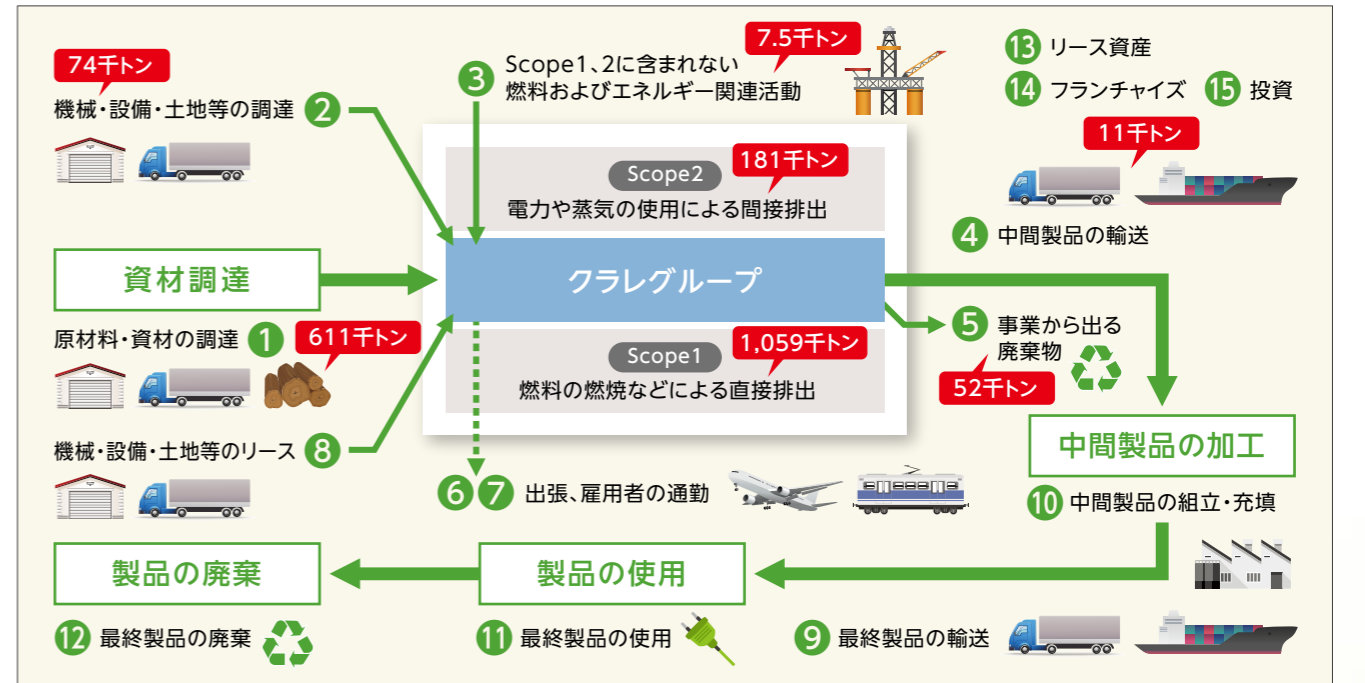 74千トン
機械・設備・土地等の調達 2
3 Scope1、2に含まれない
燃料およびエネルギー関連活動
7.5千トン
13 リース資産
14 フランチャイズ 15 投資
11千トン
4 中間製品の輸送
Scope2
181千トン
電力や蒸気の使用による間接排出
資材調達
クラレグループ
原材料・資材の調達 1
611千トン
Scope1
1,059千トン
燃料の燃焼などによる直接排出
5 事業から出る
廃棄物
52千トン
機械・設備・土地等のリース 8
6 7 出張、雇用者の通勤
中間製品の加工
10 中間製品の組立・充填
製品の廃棄
製品の使用
12 最終製品の廃棄
11 最終製品の使用
9 最終製品の輸送